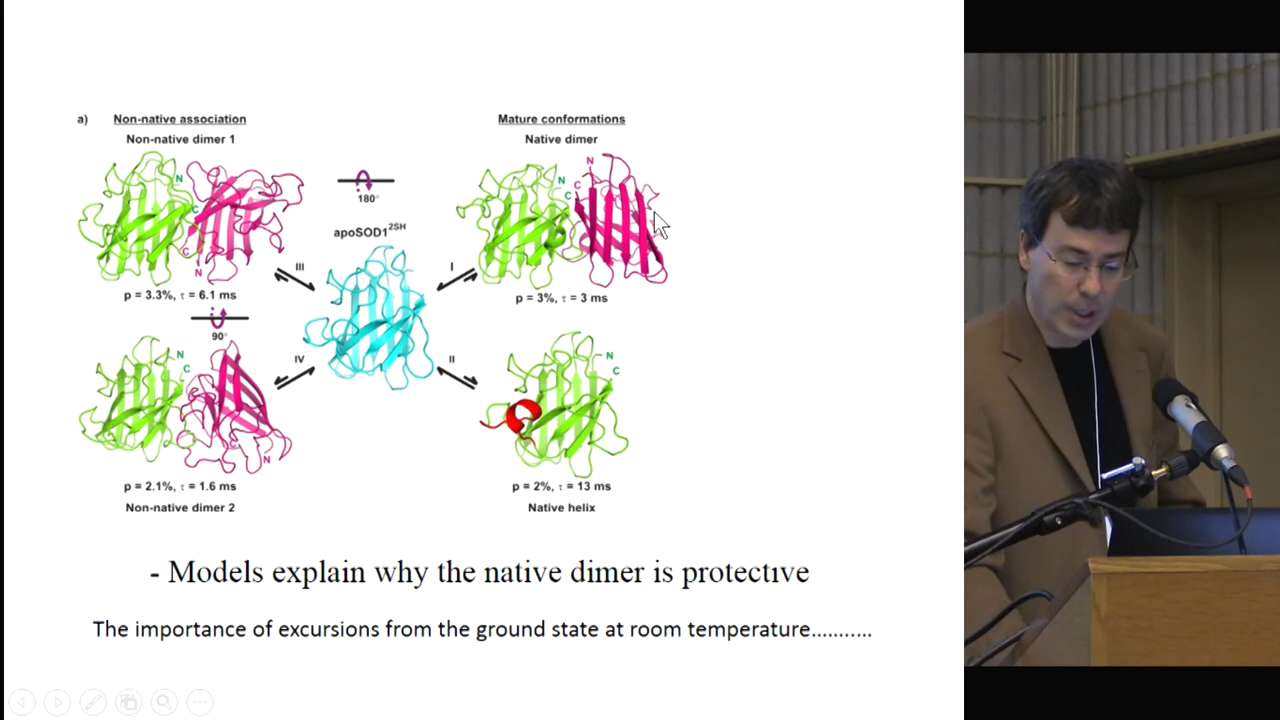 a) Non-native association
Mature conformations
Non-native dimer 1
Native dimer
N
C
C
N
N
N
C
C
180°
apoSOD1²ˢᴴ
III
I
p = 3.3%, τ = 6.1 ms
p = 3%, τ = 3 ms
90°
N
C
C
N
IV
II
N
C
p = 2.1%, τ = 1.6 ms
p = 2%, τ = 13 ms
Non-native dimer 2
Native helix
- Models explain why the native dimer is protective
The importance of excursions from the ground state at room temperature...........